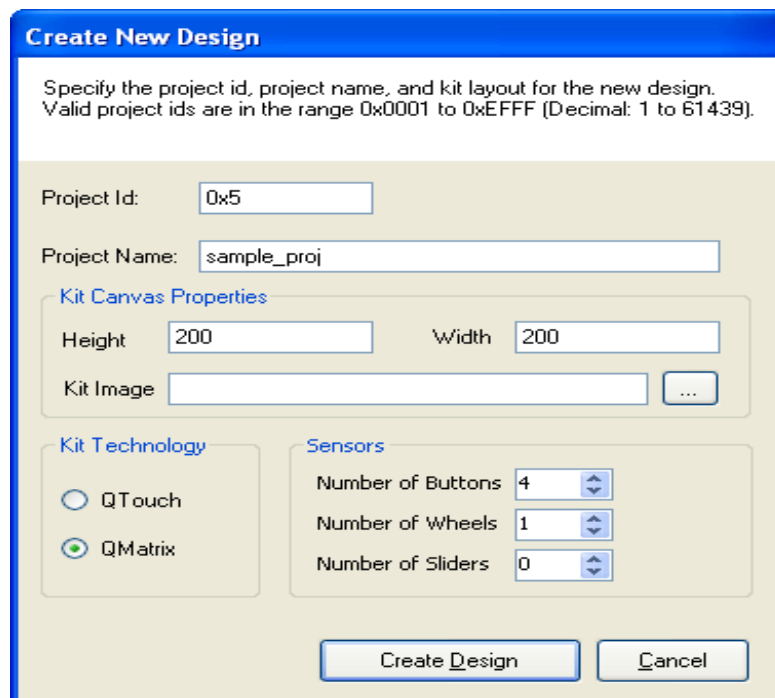 Create New Design
Specify the project id, project name, and kit layout for the new design.
Valid project ids are in the range 0x0001 to 0xEFFF (Decimal: 1 to 61439).
Project Id: 0x5
Project Name: sample_proj
Kit Canvas Properties
Height 200 Width 200
Kit Image ...
Kit Technology
QTouch
QMatrix
Sensors
Number of Buttons 4
Number of Wheels 1
Number of Sliders 0
Create Design Cancel